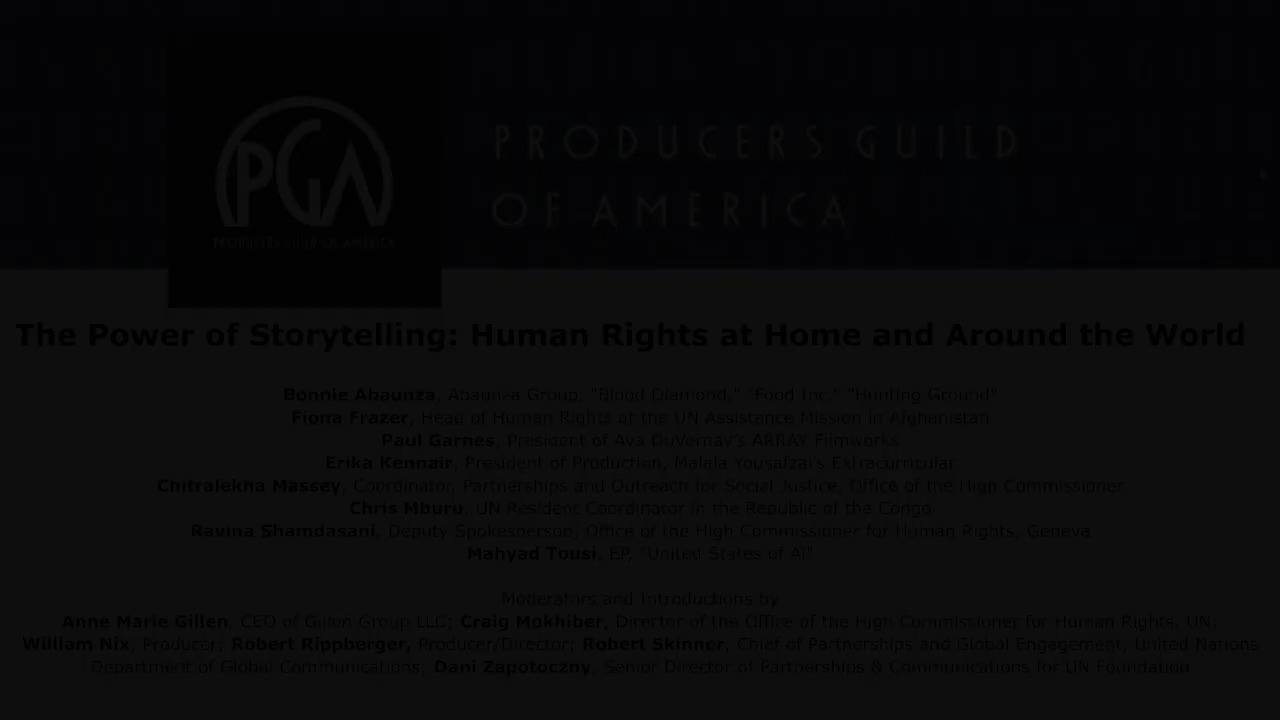 PGA
PRODUCERS GUILD OF AMERICA
PRODUCERS GUILD
OF AMERICA
The Power of Storytelling: Human Rights at Home and Around the World
Bonnie Abaunza, Abaunza Group; "Blood Diamond," "Food Inc," "Hunting Ground"
Fiona Frazer, Head of Human Rights at the UN Assistance Mission in Afghanistan
Paul Garnes, President of Ava DuVernay's ARRAY Filmworks
Erika Kennair, President of Production, Malala Yousafzai's Extracurricular
Chitralekha Massey, Coordinator, Partnerships and Outreach for Social Justice, Office of the High Commissioner
Chris Mburu, UN Resident Coordinator in the Republic of the Congo
Ravina Shamdasani, Deputy Spokesperson, Office of the High Commissioner for Human Rights, Geneva
Mahyad Tousi, EP, "United States of Al"
Moderators and Introductions by
Anne Marie Gillen, CEO of Gillen Group LLC; Craig Mokhiber, Director of the Office of the High Commissioner for Human Rights, UN;
William Nix, Producer; Robert Rippberger, Producer/Director; Robert Skinner, Chief of Partnerships and Global Engagement, United Nations
Department of Global Communications; Dani Zapotoczny, Senior Director of Partnerships & Communications for UN Foundation